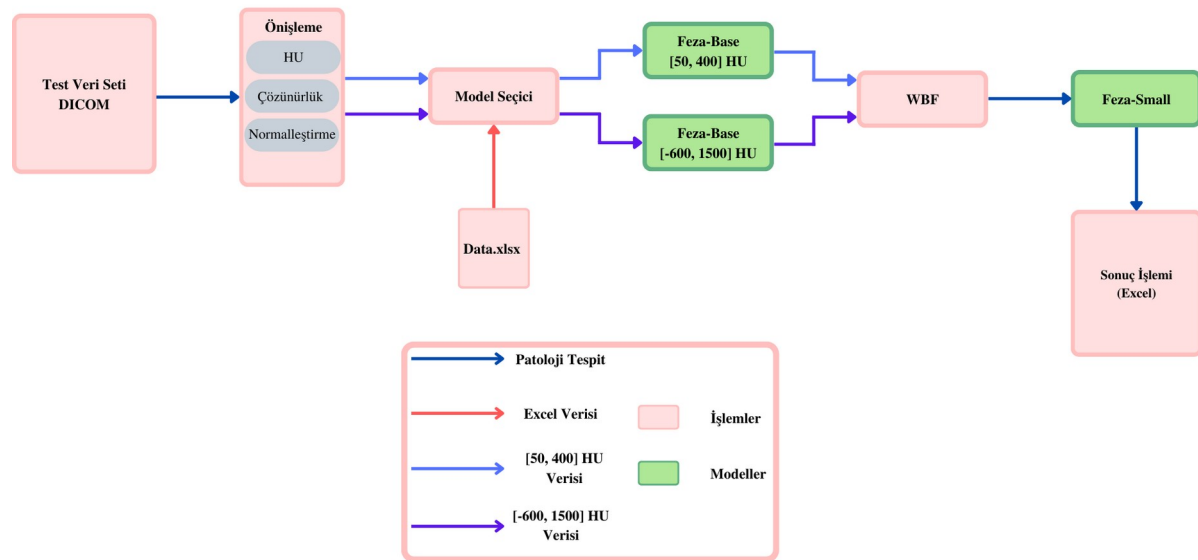 Test Veri Seti
DICOM
Önişleme
HU
Çözünürlük
Normalleştirme
Model Seçici
Data.xlsx
Feza-Base
[50, 400] HU
Feza-Base
[-600, 1500] HU
WBF
Feza-Small
Sonuç İşlemi
(Excel)
Patoloji Tespit
Excel Verisi
[50, 400] HU
Verisi
[-600, 1500] HU
Verisi
İşlemler
Modeller